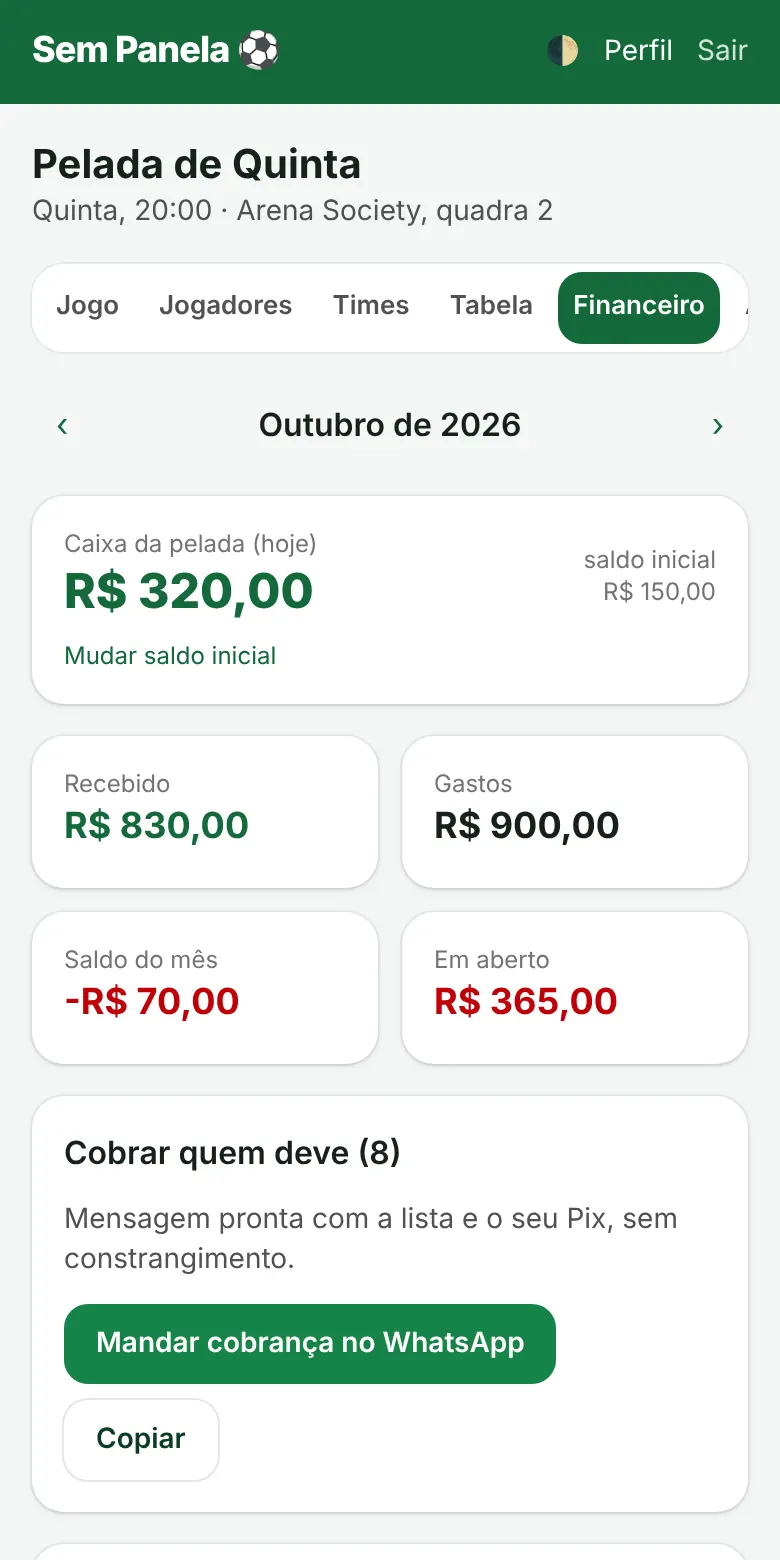 Sem Panela ⚽
Perfil
Sair
Pelada de Quinta
Quinta, 20:00 · Arena Society, quadra 2
Jogo
Jogadores
Times
Tabela
Financeiro
‹
Outubro de 2026
›
Caixa da pelada (hoje)
R$ 320,00
saldo inicial
R$ 150,00
Mudar saldo inicial
Recebido
R$ 830,00
Gastos
R$ 900,00
Saldo do mês
-R$ 70,00
Em aberto
R$ 365,00
Cobrar quem deve (8)
Mensagem pronta com a lista e o seu Pix, sem
constrangimento.
Mandar cobrança no WhatsApp
Copiar